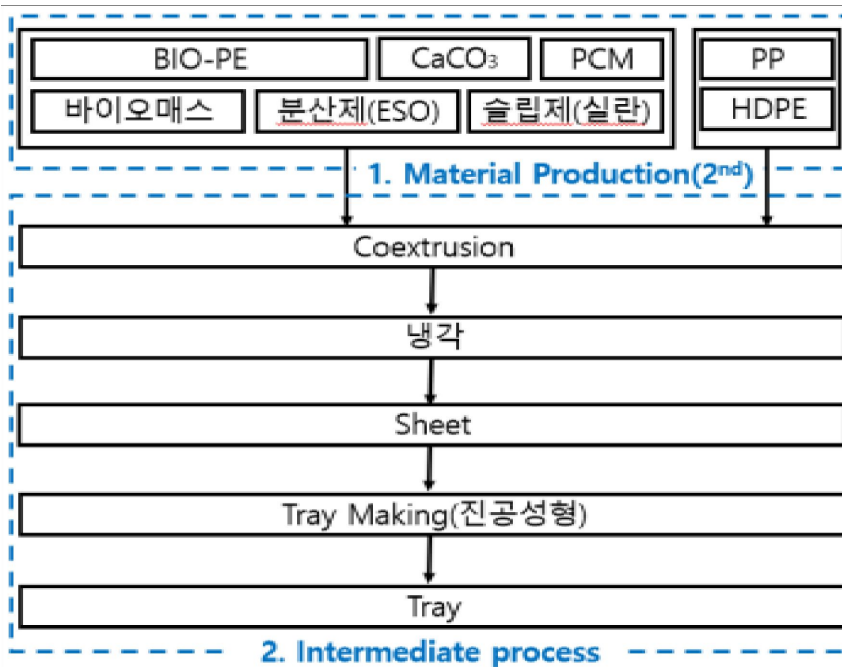 BIO-PE CaCO₃ PCM PP
바이오매스 분산제(ESO) 슬립제(실란) HDPE
1. Material Production(2ⁿᵈ)
Coextrusion
냉각
Sheet
Tray Making(진공성형)
Tray
2. Intermediate process